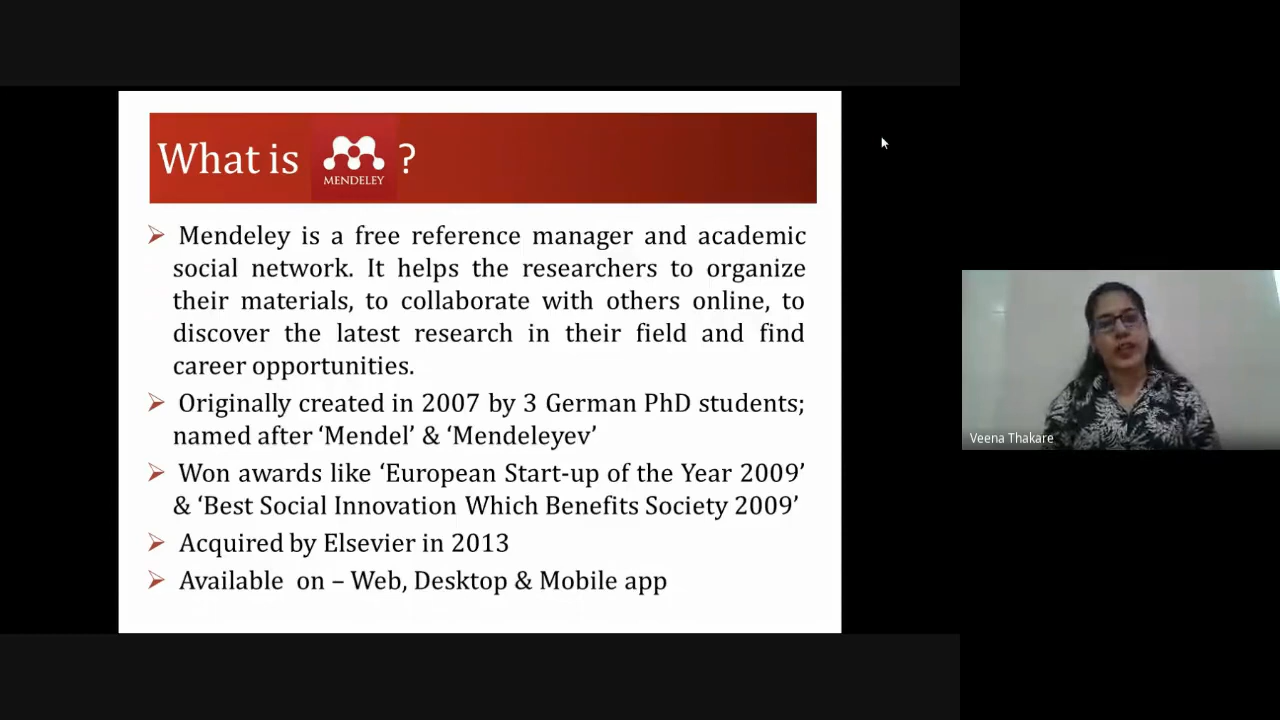 What is MENDELEY ?
Mendeley is a free reference manager and academic
social network. It helps the researchers to organize
their materials, to collaborate with others online, to
discover the latest research in their field and find
career opportunities.
Originally created in 2007 by 3 German PhD students;
named after ‘Mendel’ & ‘Mendeleyev’
Won awards like ‘European Start-up of the Year 2009’
& ‘Best Social Innovation Which Benefits Society 2009’
Acquired by Elsevier in 2013
Available on – Web, Desktop & Mobile app
Veena Thakare